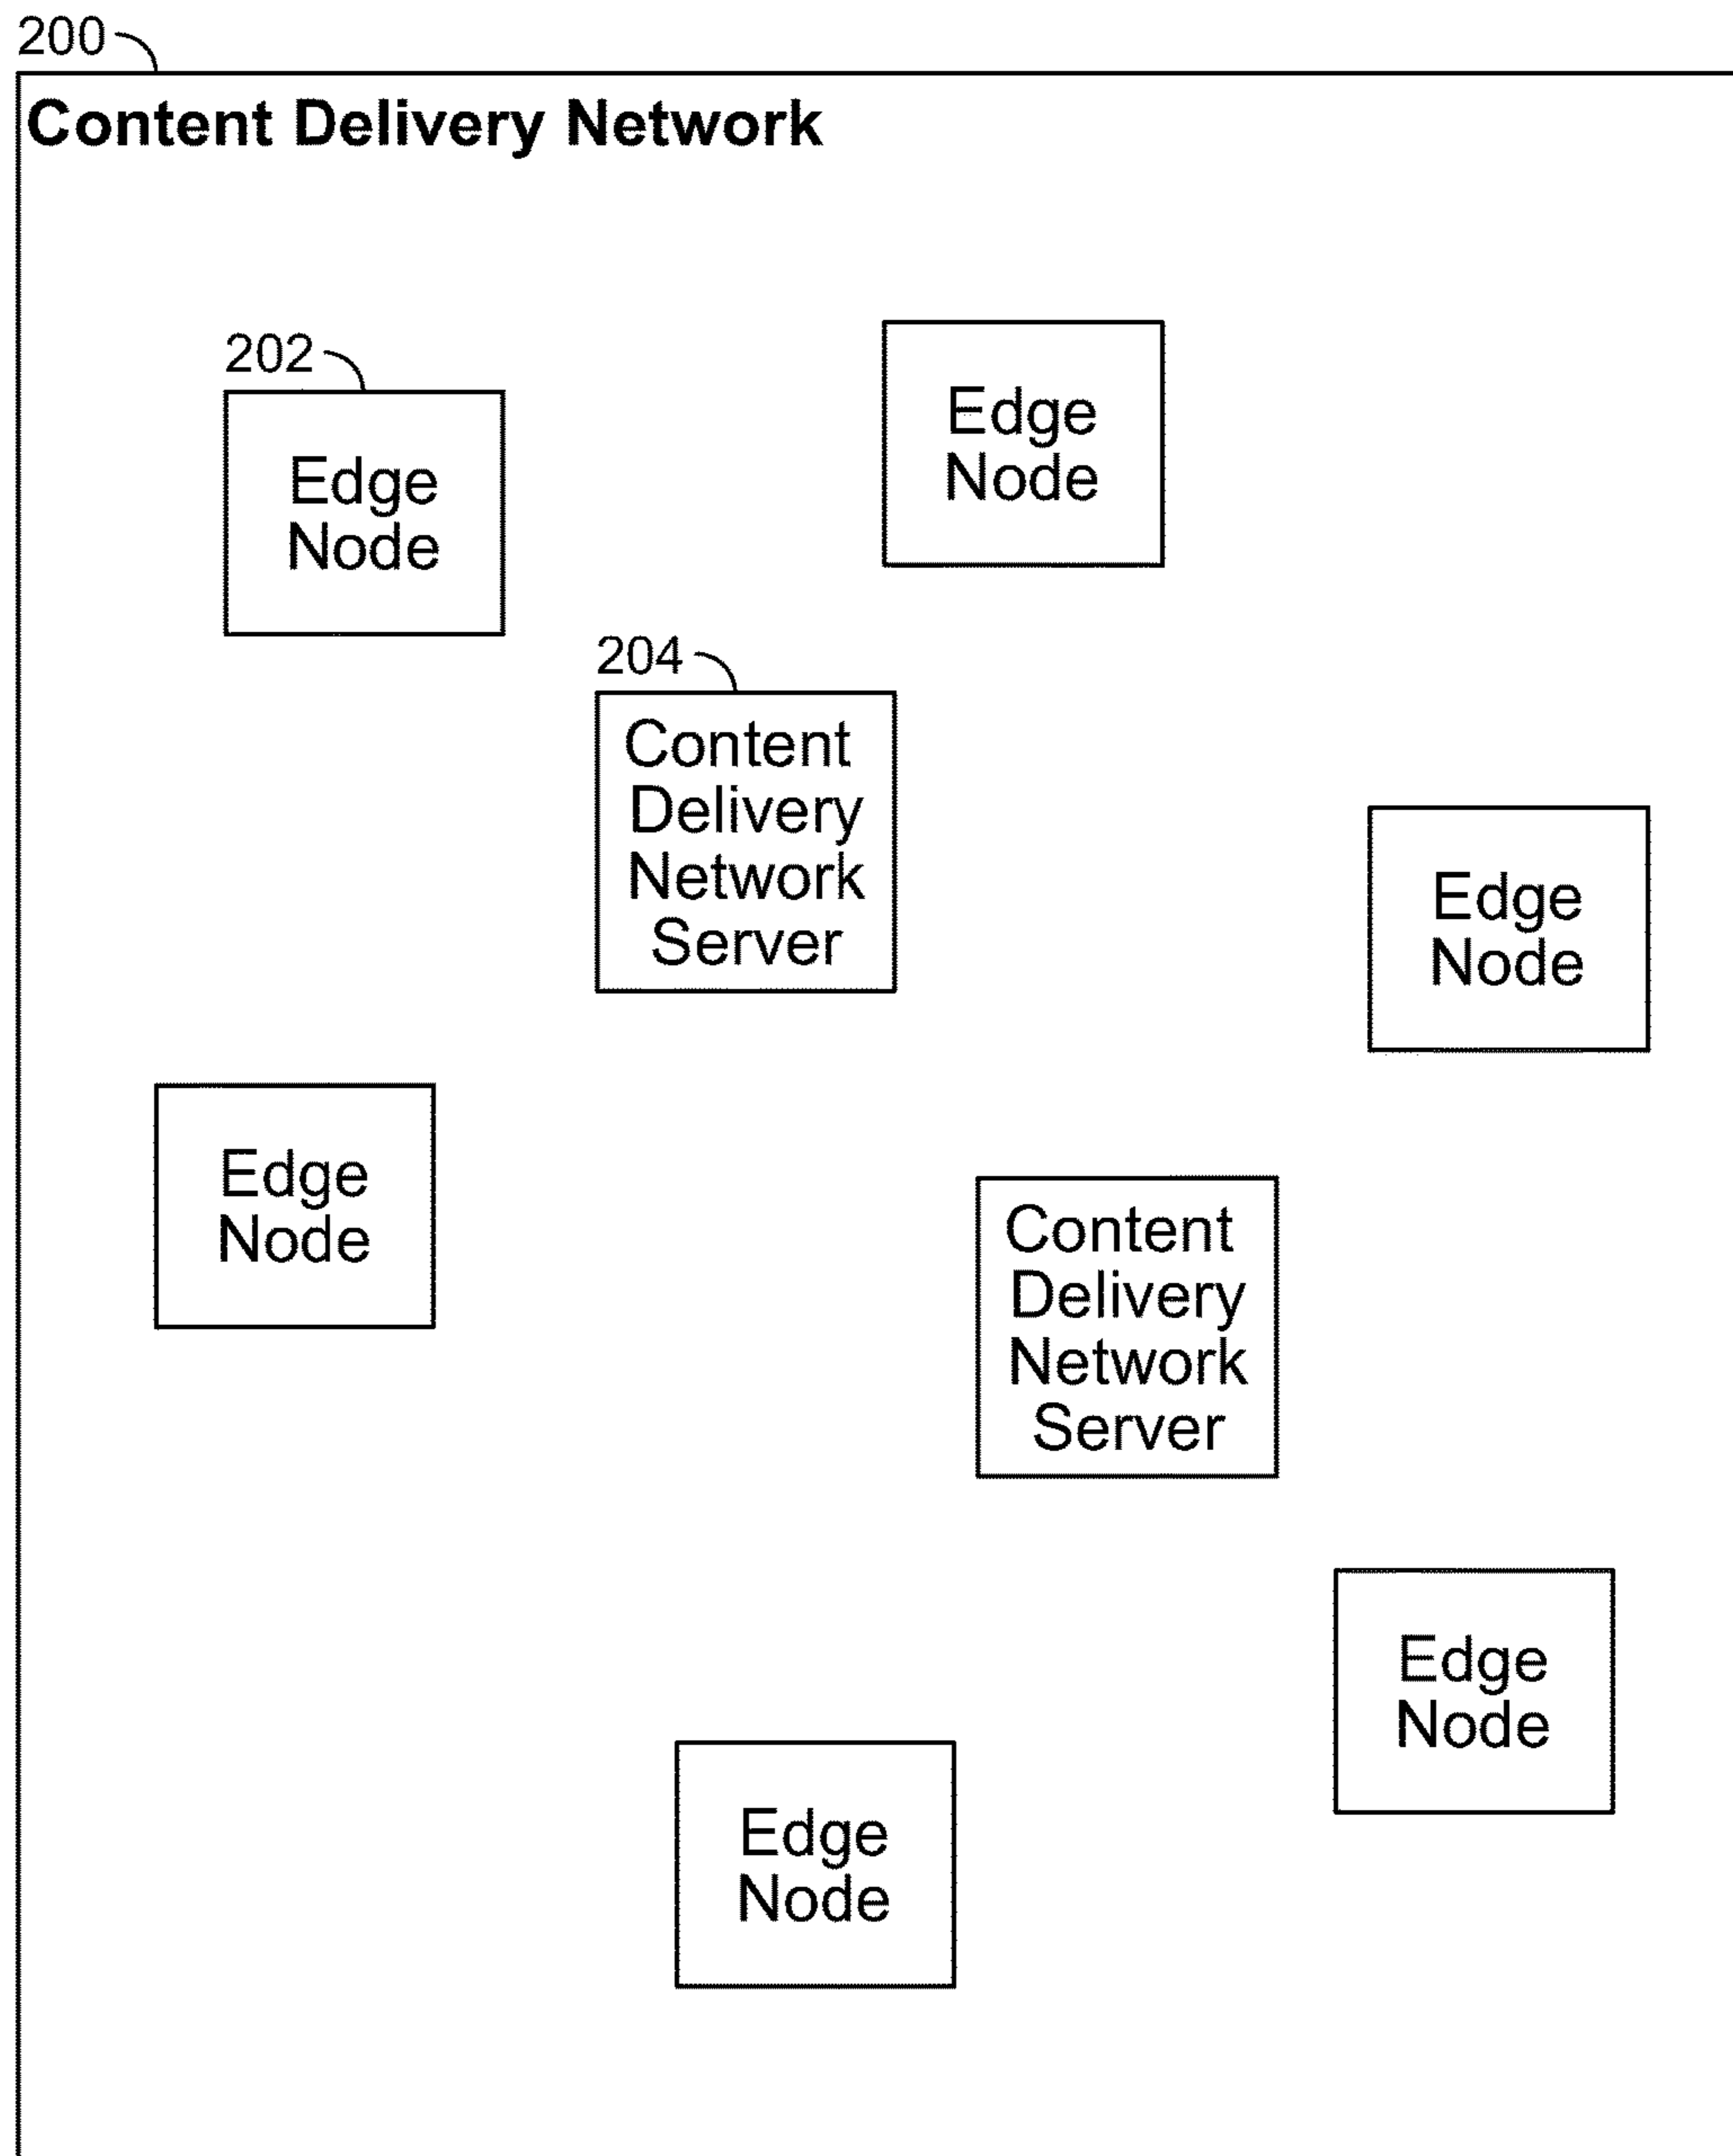 200
Content Delivery Network
202
Edge
Node
Edge
Node
204
Content
Delivery
Network
Server
Edge
Node
Edge
Node
Content
Delivery
Network
Server
Edge
Node
Edge
Node